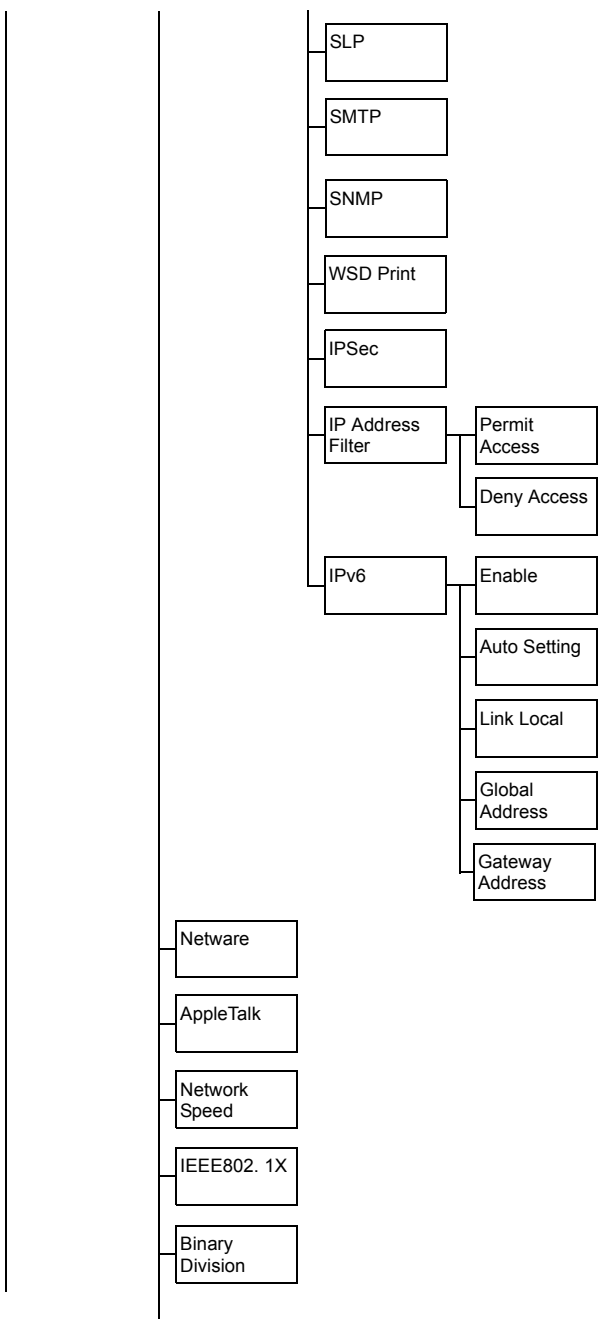 SLP
SMTP
SNMP
WSD Print
IPSec
IP Address
Filter
Permit
Access
Deny Access
IPv6
Enable
Auto Setting
Link Local
Global
Address
Gateway
Address
Netware
AppleTalk
Network
Speed
IEEE802. 1X
Binary
Division